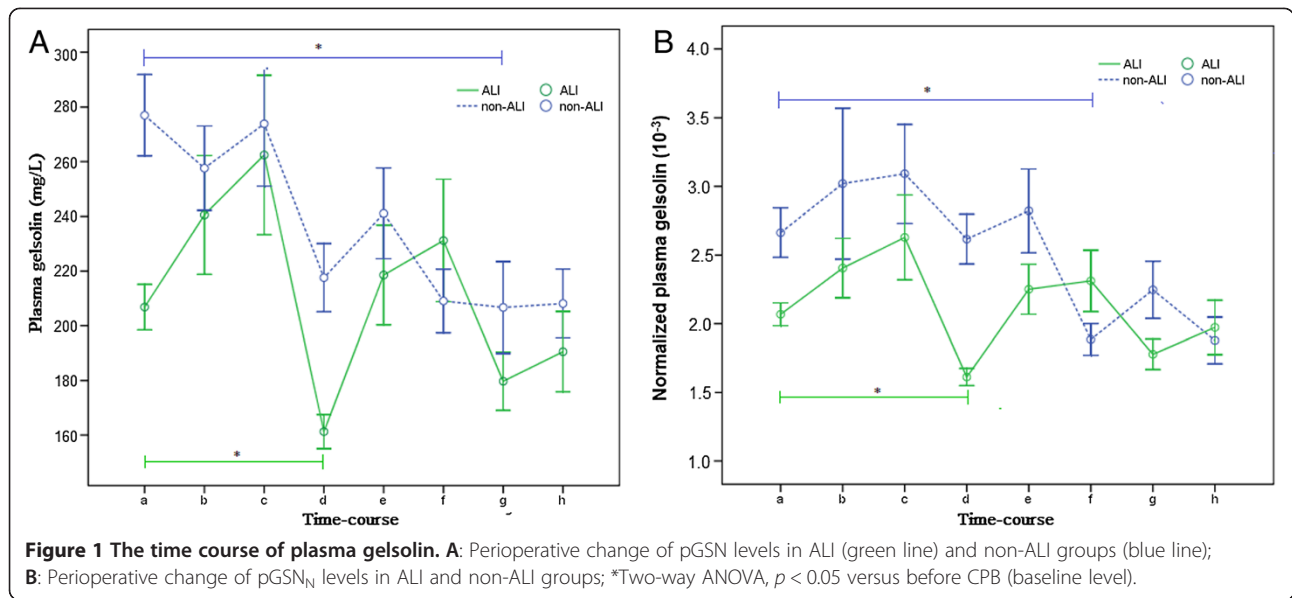 A
*
ALI ALI
non-ALI non-ALI
300
280
260
240
220
200
180
160
Plasma gelsolin (mg/L)
*
a b c d e f g h
Time-course
B
*
ALI ALI
non-ALI non-ALI
4.0
3.5
3.0
2.5
2.0
1.5
1.0
Normalized plasma gelsolin (10⁻³)
*
a b c d e f g h
Time-course
Figure 1 The time course of plasma gelsolin. A: Perioperative change of pGSN levels in ALI (green line) and non-ALI groups (blue line);
B: Perioperative change of pGSN_N levels in ALI and non-ALI groups; *Two-way ANOVA, p < 0.05 versus before CPB (baseline level).